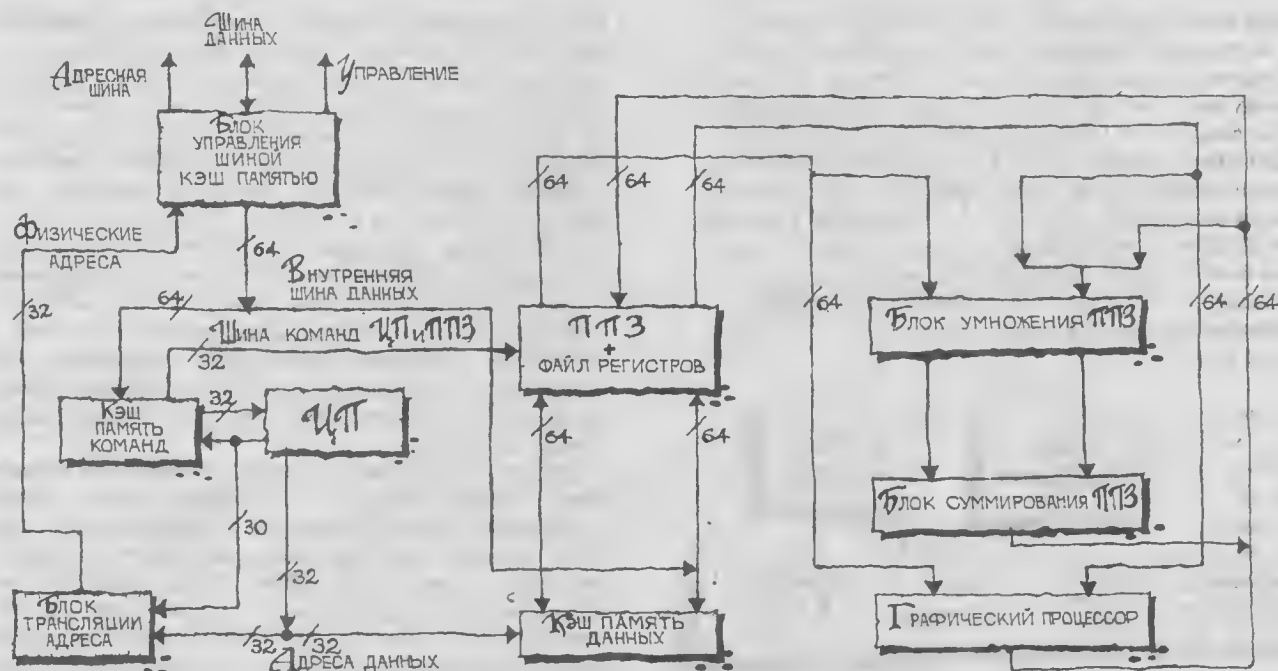 Шина
данных
Адресная
шина
Управление
Блок
управления
шиной
кэш памятью
Физические
адреса
64
32
Внутренняя
шина данных
64
Шина команд ЦП и ППЗ
32
Кэш
память
команд
32
ЦП
30
32
Блок
трансляции
адреса
32
32
Адреса данных
64
64
64
ППЗ
+
файл регистров
64
64
Кэш память
данных
64
64
64
Блок умножения ППЗ
Блок суммирования ППЗ
Графический процессор